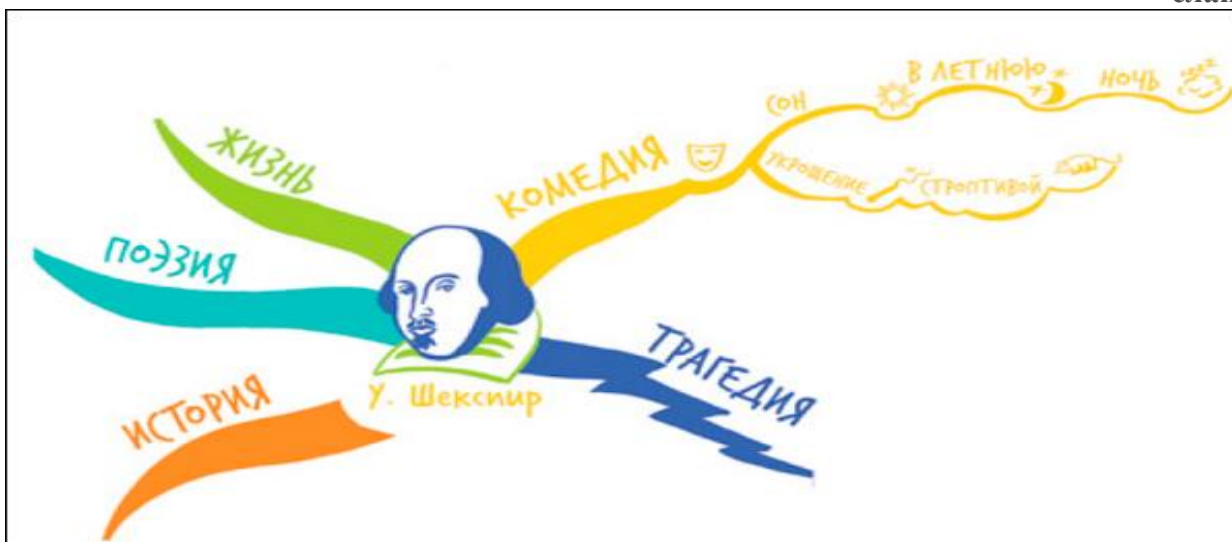 В ЛЕТНЮЮ
НОЧЬ
СОН
ЖИЗНЬ
КОМЕДИЯ
УКРОЩЕНИЕ
СТРОПТИВОЙ
ПОЭЗИЯ
ТРАГЕДИЯ
ИСТОРИЯ
У. Шекспир